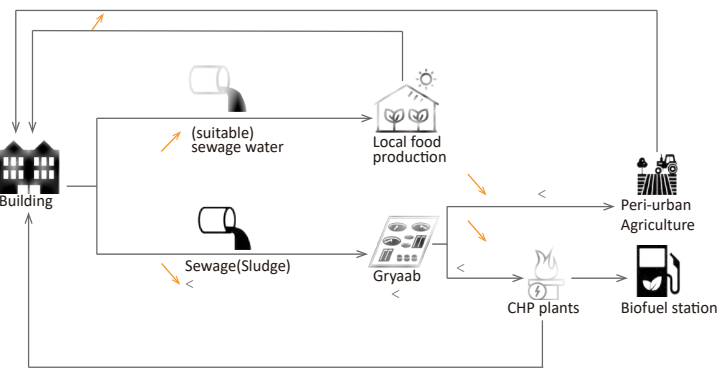 (suitable)
sewage water
Local food
production
Building
<
Peri-urban
Agriculture
Sewage(Sludge)
<
Gryaab
<
<
CHP plants
Biofuel station